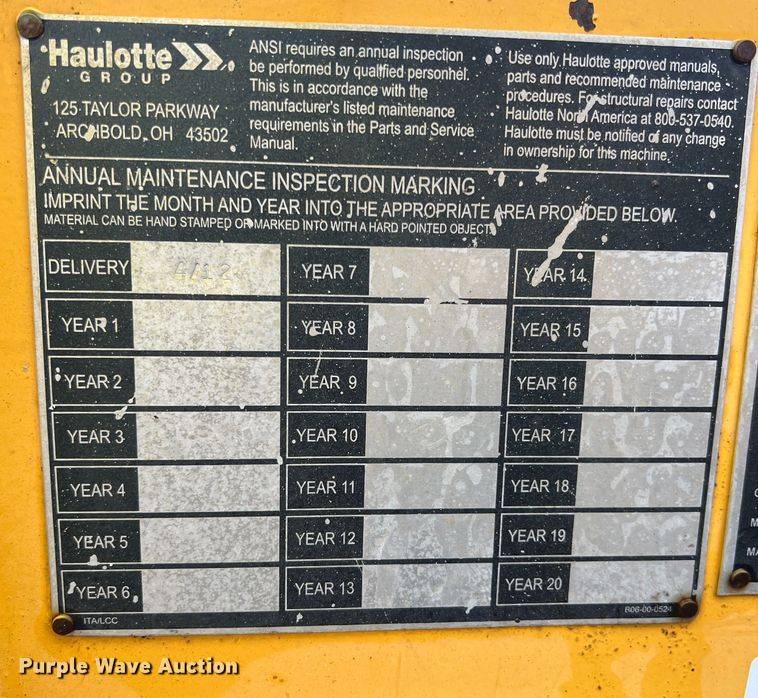 Haulotte
GROUP
125 TAYLOR PARKWAY
ARCHBOLD, OH 43502
ANSI requires an annual inspection
be performed by qualified personnel.
This is in accordance with the
manufacturer's listed maintenance
requirements in the Parts and Service
Manual.
Use only Haulotte approved manuals,
parts and recommended maintenance
procedures. For structural repairs contact
Haulotte North America at 800-537-0540.
Haulotte must be notified of any change
in ownership for this machine.
ANNUAL MAINTENANCE INSPECTION MARKING
IMPRINT THE MONTH AND YEAR INTO THE APPROPRIATE AREA PROVIDED BELOW.
MATERIAL CAN BE HAND STAMPED OR MARKED INTO WITH A HARD POINTED OBJECT.
DELIVERY 4/12
YEAR 1
YEAR 2
YEAR 3
YEAR 4
YEAR 5
YEAR 6
YEAR 7
YEAR 8
YEAR 9
YEAR 10
YEAR 11
YEAR 12
YEAR 13
YEAR 14
YEAR 15
YEAR 16
YEAR 17
YEAR 18
YEAR 19
YEAR 20
ITA/LCC
B06-00-0524
Purple Wave Auction